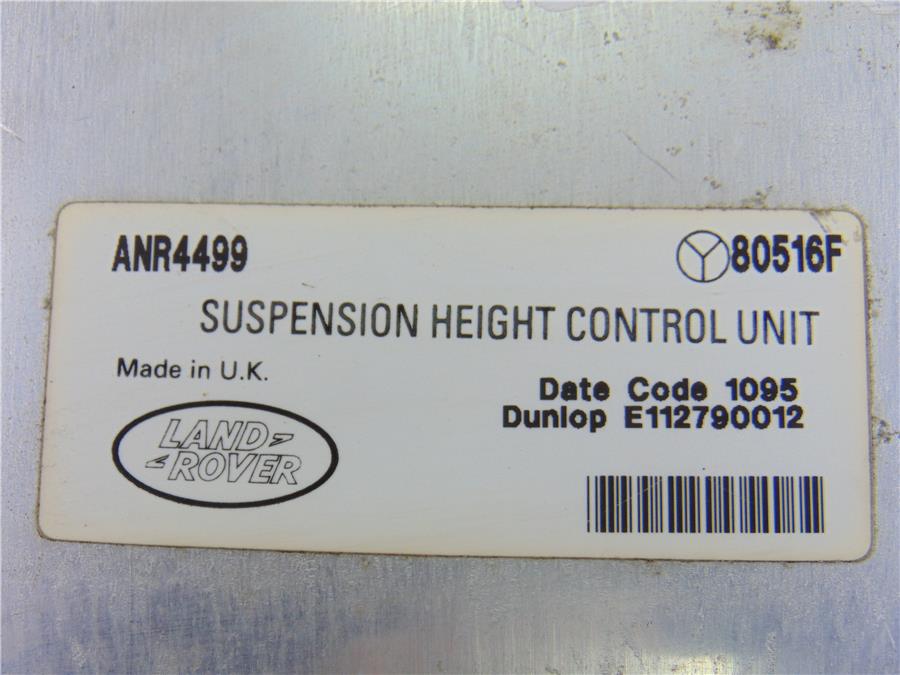 ANR4499 80516F
SUSPENSION HEIGHT CONTROL UNIT
Made in U.K.
Date Code 1095
Dunlop E112790012
LAND
ROVER